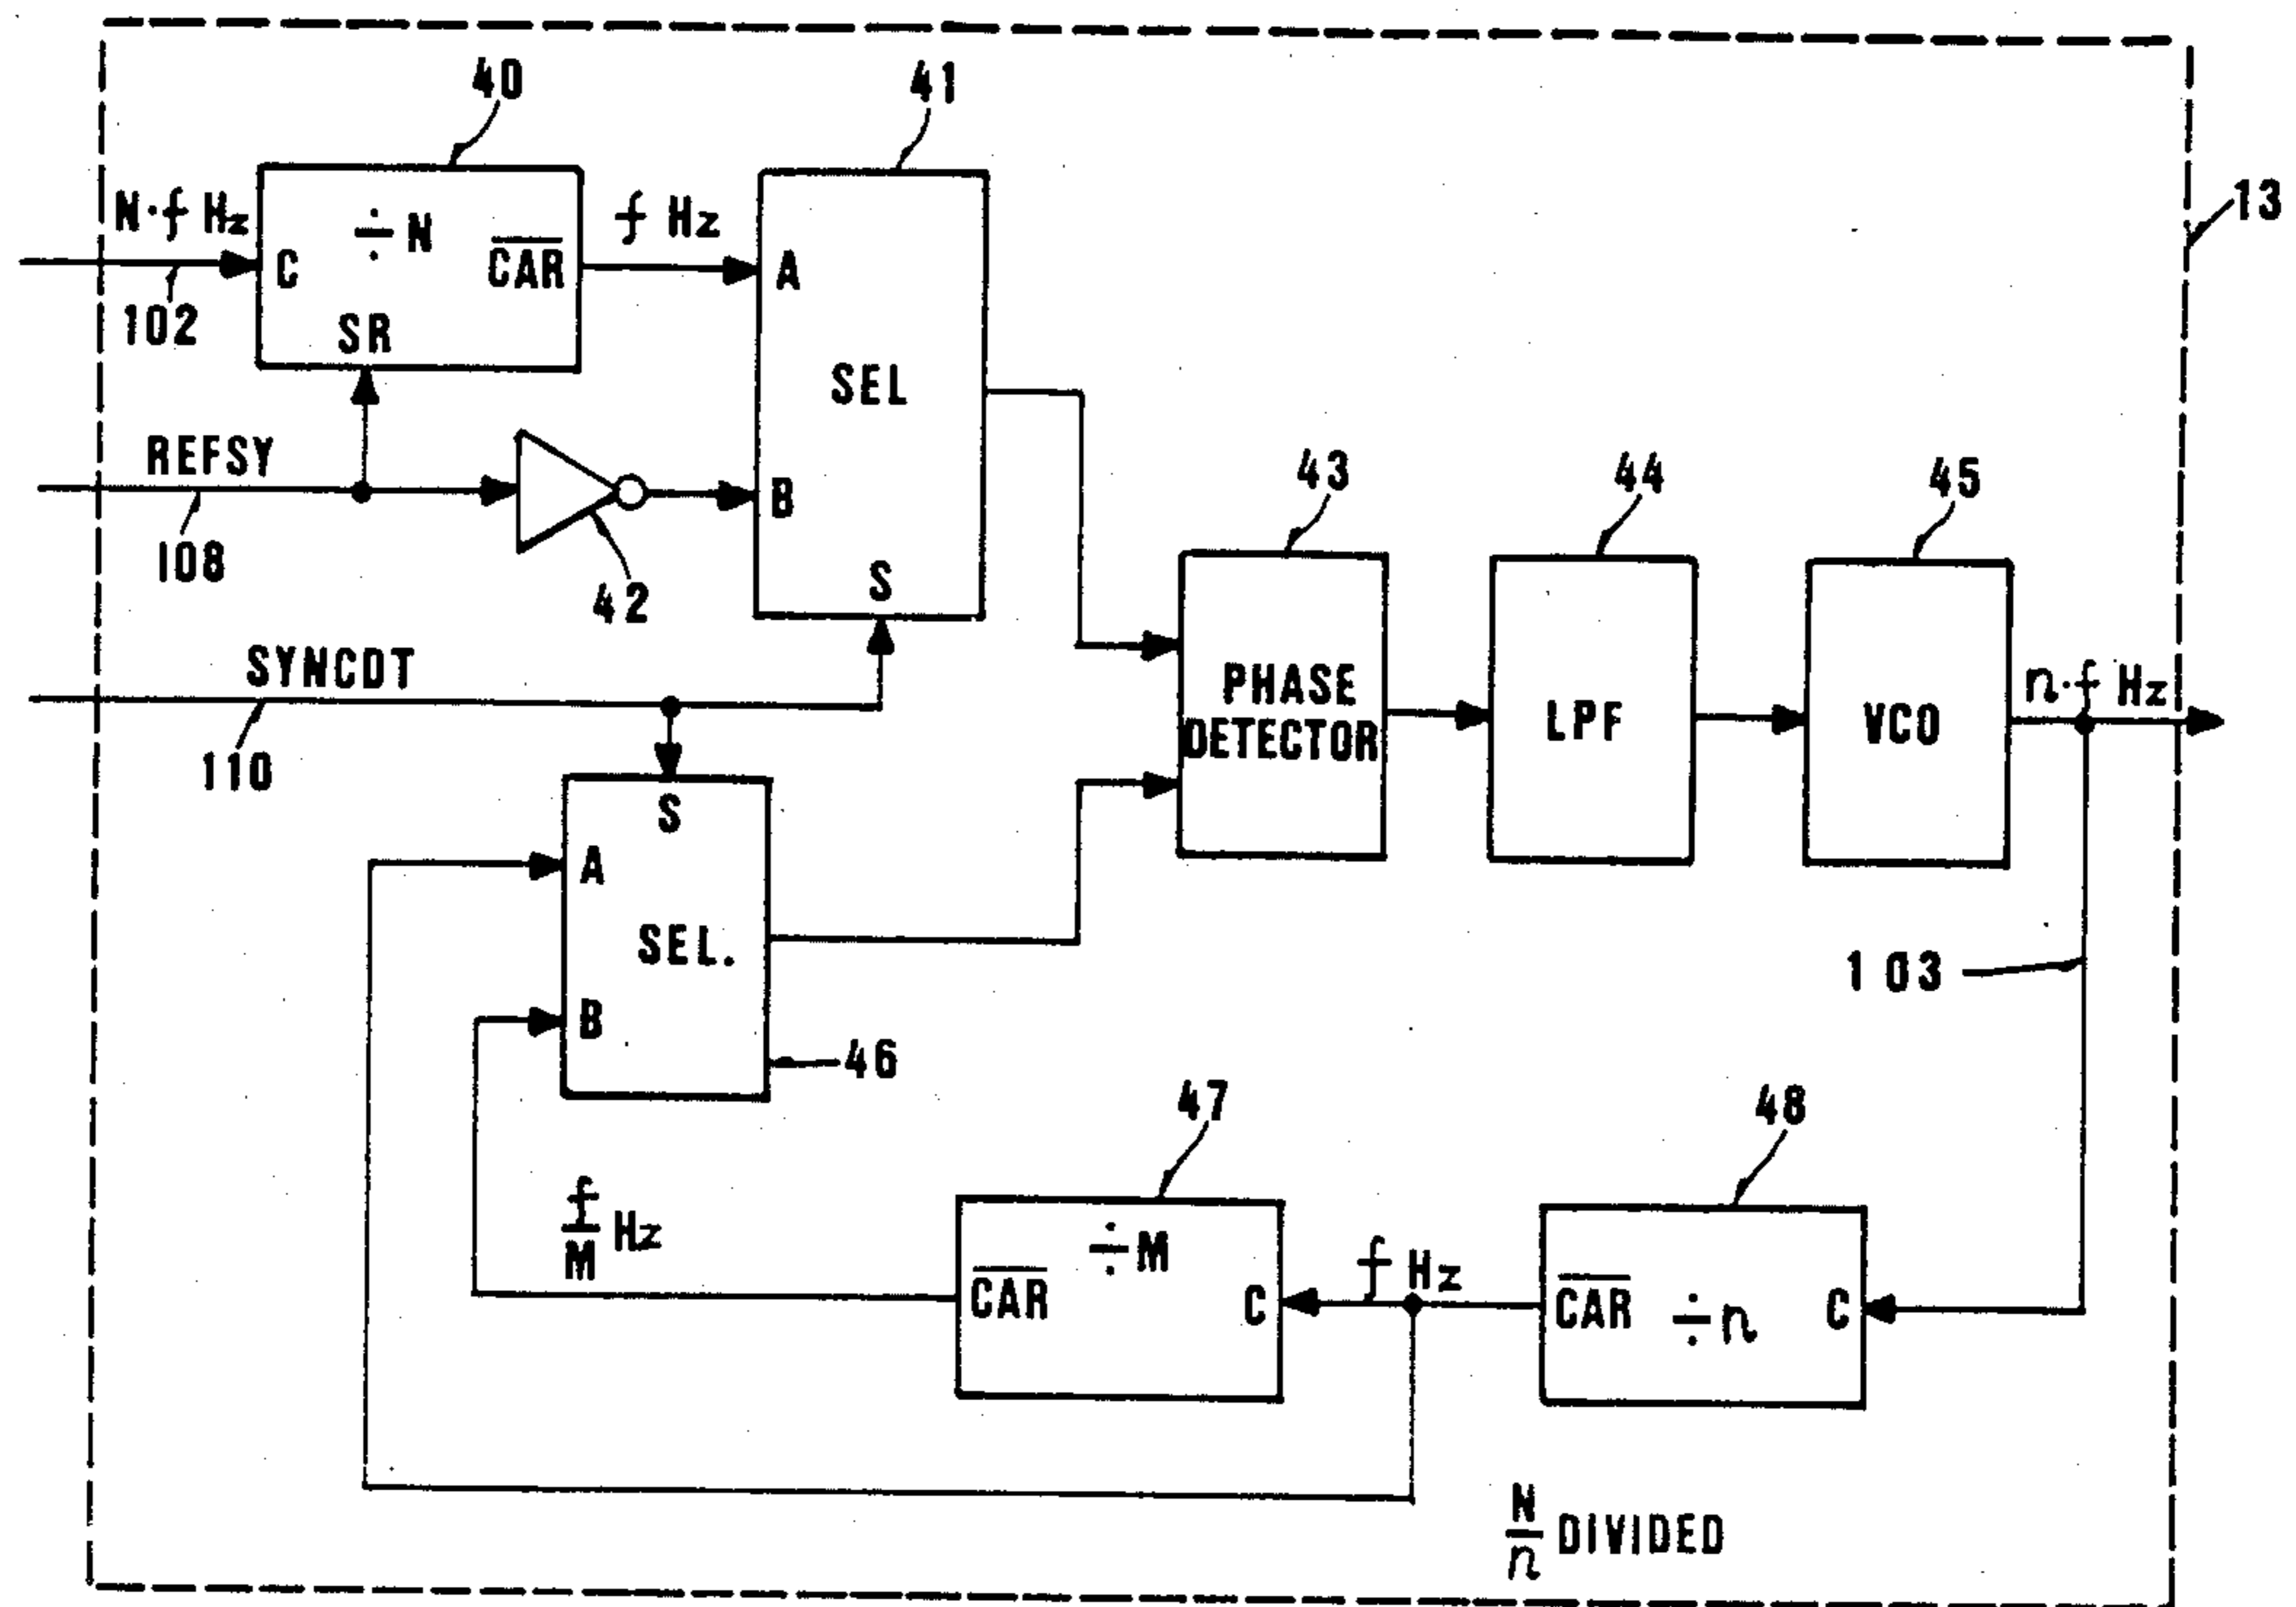 40
41
N·f Hz
÷N
f Hz
13
C
CAR
A
102
SR
SEL
REFSY
B
43
44
45
108
42
S
SYNCDT
PHASE
DETECTOR
LPF
VCO
n·f Hz
110
S
A
SEL.
103
B
46
47
48
f/M Hz
÷M
f Hz
CAR
C
CAR
÷n
C
N/n DIVIDED